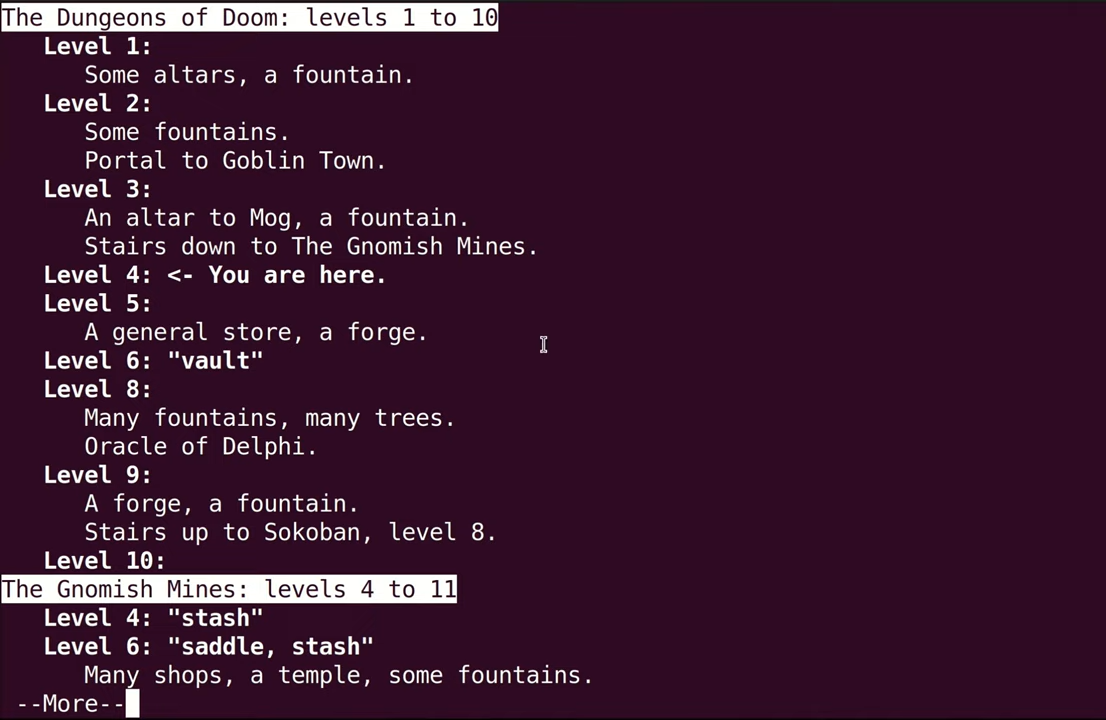 The Dungeons of Doom: levels 1 to 10
Level 1:
Some altars, a fountain.
Level 2:
Some fountains.
Portal to Goblin Town.
Level 3:
An altar to Mog, a fountain.
Stairs down to The Gnomish Mines.
Level 4: <- You are here.
Level 5:
A general store, a forge.
Level 6: "vault"
Level 8:
Many fountains, many trees.
Oracle of Delphi.
Level 9:
A forge, a fountain.
Stairs up to Sokoban, level 8.
Level 10:
The Gnomish Mines: levels 4 to 11
Level 4: "stash"
Level 6: "saddle, stash"
Many shops, a temple, some fountains.
--More--